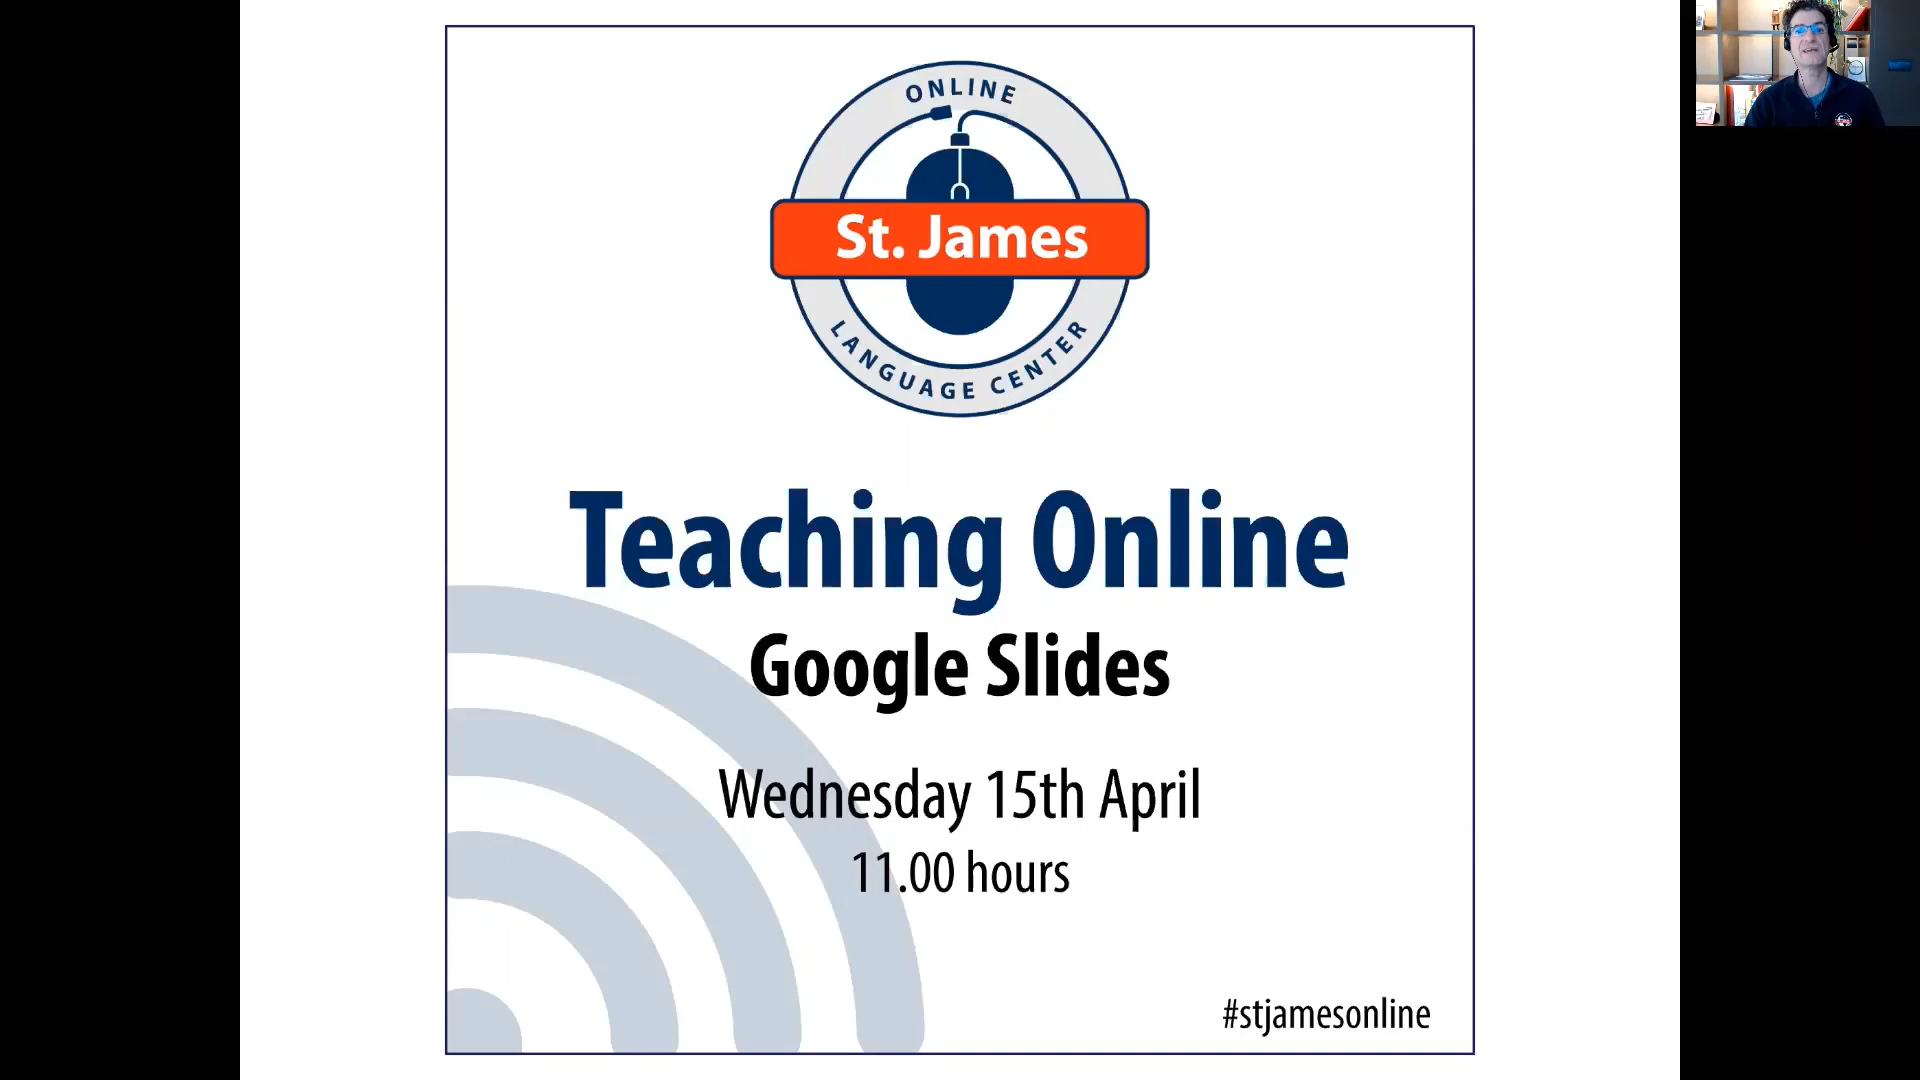 ONLINE
St. James
LANGUAGE CENTER
Teaching Online
Google Slides
Wednesday 15th April
11.00 hours
#stjamesonline